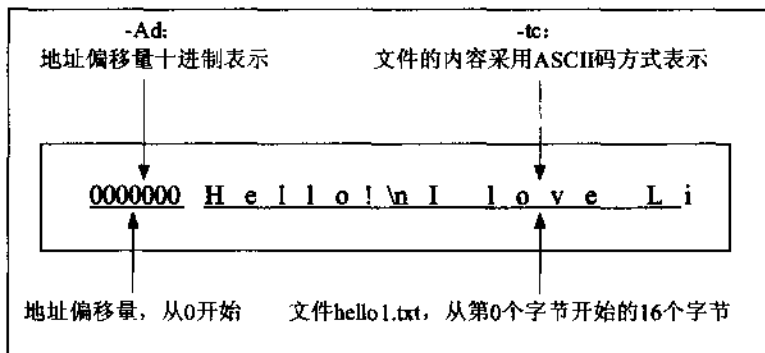 -Ad: -tc:
地址偏移量十进制表示 文件的内容采用ASCII码方式表示
0000000 H e l l o ! \n I l o v e L i
地址偏移量，从0开始 文件hello1.txt，从第0个字节开始的16个字节